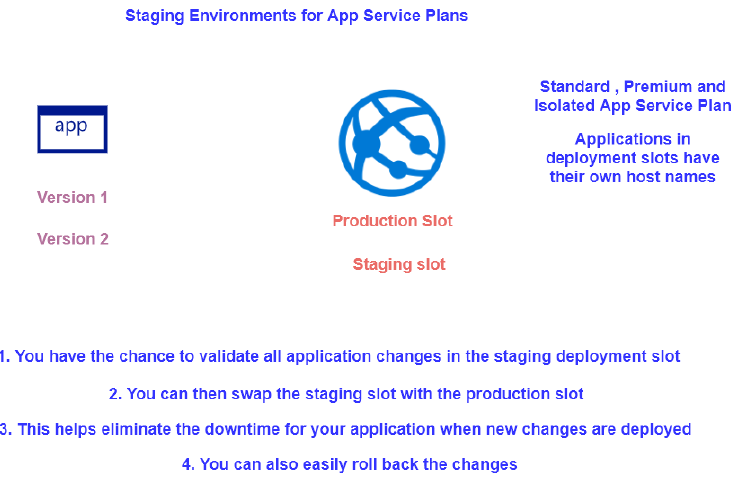 Staging Environments for App Service Plans
app
Version 1
Version 2
Production Slot
Staging slot
Standard , Premium and
Isolated App Service Plan
Applications in
deployment slots have
their own host names
1. You have the chance to validate all application changes in the staging deployment slot
2. You can then swap the staging slot with the production slot
3. This helps eliminate the downtime for your application when new changes are deployed
4. You can also easily roll back the changes